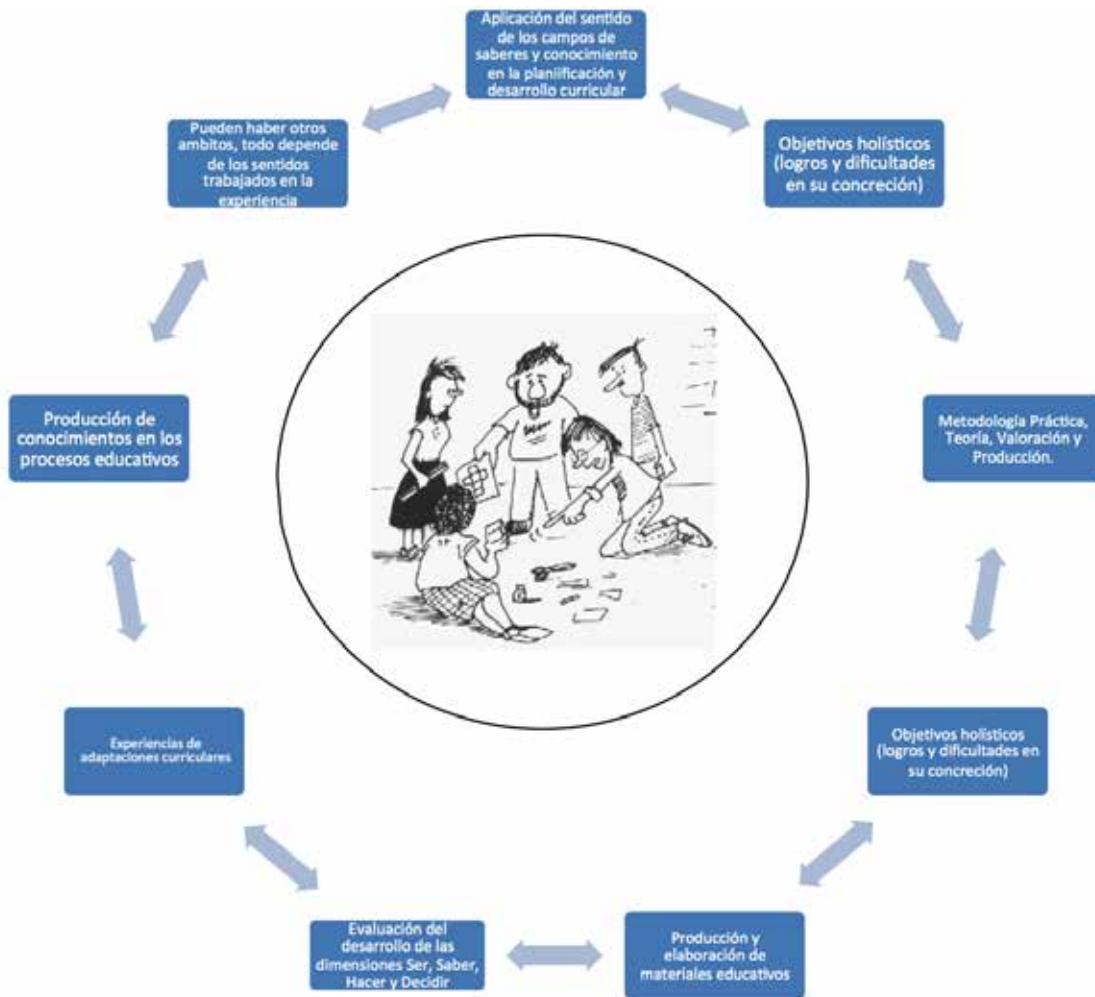 Aplicación del sentido
de los campos de
saberes y conocimiento
en la planiificación y
desarrollo curricular
Objetivos holísticos
(logros y dificultades
en su concreción)
Metodología Práctica,
Teoría, Valoración y
Producción.
Objetivos holísticos
(logros y dificultades en
su concreción)
Producción y
elaboración de
materiales educativos
Evaluación del
desarrollo de las
dimensiones Ser, Saber,
Hacer y Decidir
Experiencias de
adaptaciones curriculares
Producción de
conocimientos en los
procesos educativos
Pueden haber otros
ambitos, todo depende
de los sentidos
trabajados en la
experiencia